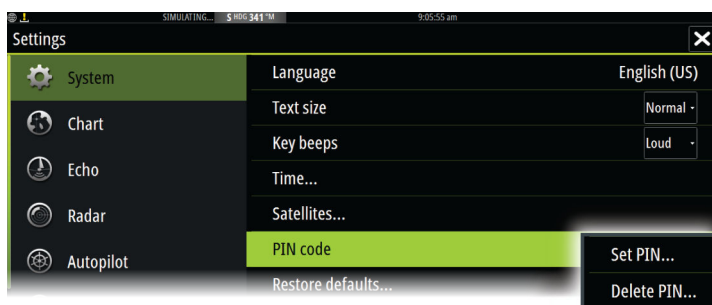 SIMULATING... S HDG 341 °M 9:05:55 am
Settings
System
Chart
Echo
Radar
Autopilot
Language English (US)
Text size Normal
Key beeps Loud
Time...
Satellites...
PIN code
Restore defaults...
Set PIN...
Delete PIN...